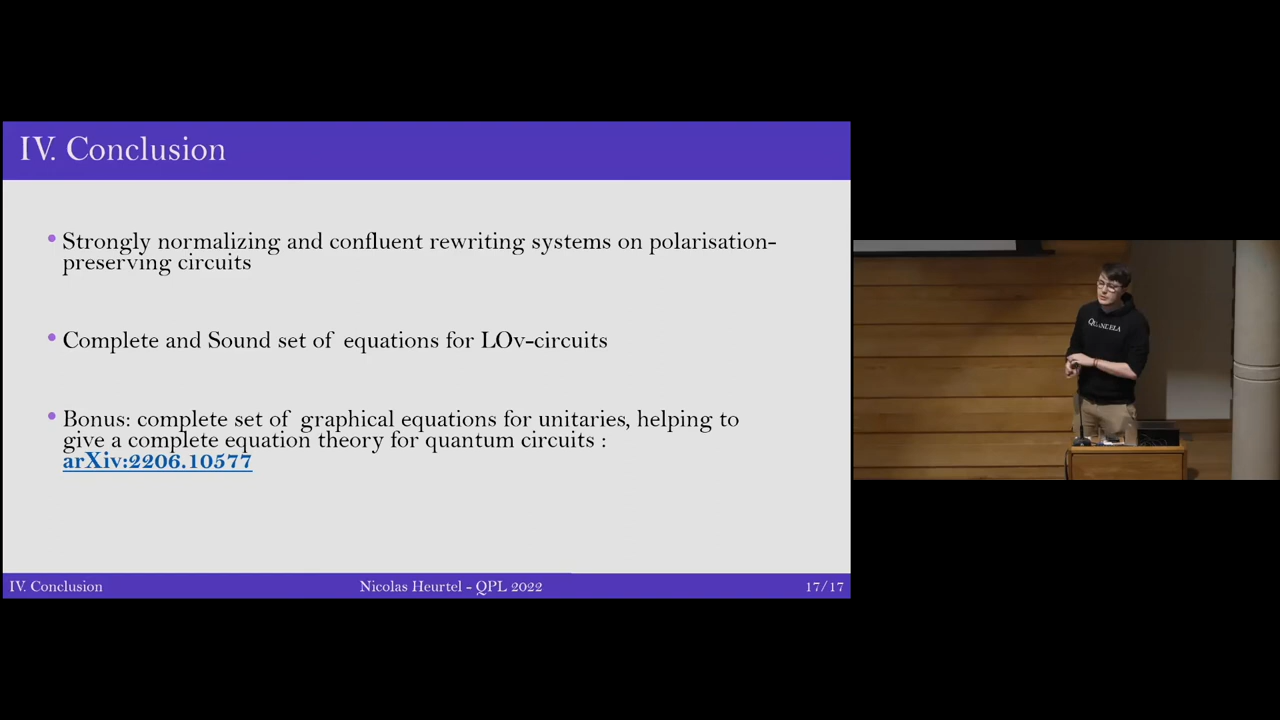 IV. Conclusion
• Strongly normalizing and confluent rewriting systems on polarisation-
preserving circuits
• Complete and Sound set of equations for LOv-circuits
• Bonus: complete set of graphical equations for unitaries, helping to
give a complete equation theory for quantum circuits :
arXiv:2206.10577
IV. Conclusion
Nicolas Heurtel - QPL 2022
17/17
QUANDELA